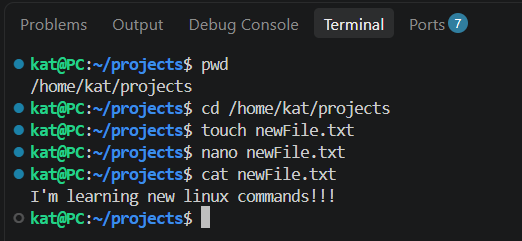 Problems Output Debug Console Terminal Ports 7
kat@PC:~/projects$ pwd
/home/kat/projects
kat@PC:~/projects$ cd /home/kat/projects
kat@PC:~/projects$ touch newFile.txt
kat@PC:~/projects$ nano newFile.txt
kat@PC:~/projects$ cat newFile.txt
I'm learning new linux commands!!!
kat@PC:~/projects$